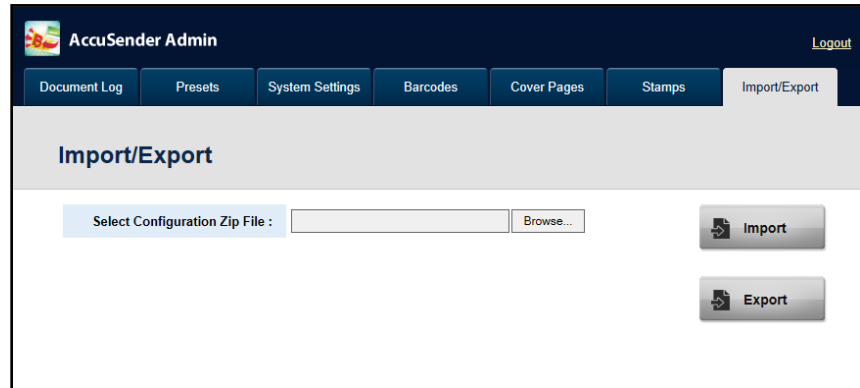 AccuSender Admin
Logout
Document Log Presets System Settings Barcodes Cover Pages Stamps Import/Export
Import/Export
Select Configuration Zip File : Browse... Import
Export